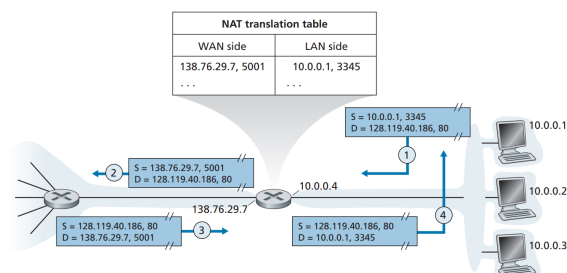 NAT translation table
WAN side LAN side
138.76.29.7, 5001 10.0.0.1, 3345
. . . . . .
S = 10.0.0.1, 3345
D = 128.119.40.186, 80
1
10.0.0.1
S = 138.76.29.7, 5001
D = 128.119.40.186, 80
2
10.0.0.4
10.0.0.2
138.76.29.7
S = 128.119.40.186, 80
D = 138.76.29.7, 5001
3
S = 128.119.40.186, 80
D = 10.0.0.1, 3345
4
10.0.0.3